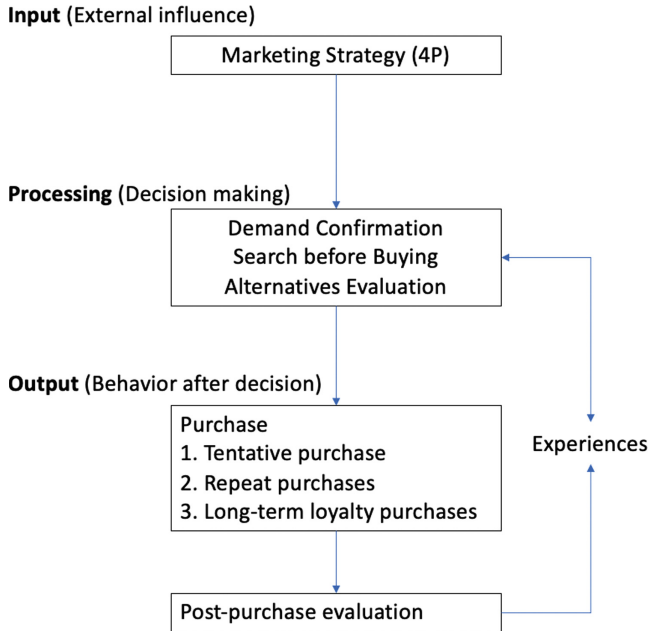 Input (External influence)
Marketing Strategy (4P)
Processing (Decision making)
Demand Confirmation
Search before Buying
Alternatives Evaluation
Output (Behavior after decision)
Purchase
1. Tentative purchase
2. Repeat purchases
3. Long-term loyalty purchases
Experiences
Post-purchase evaluation